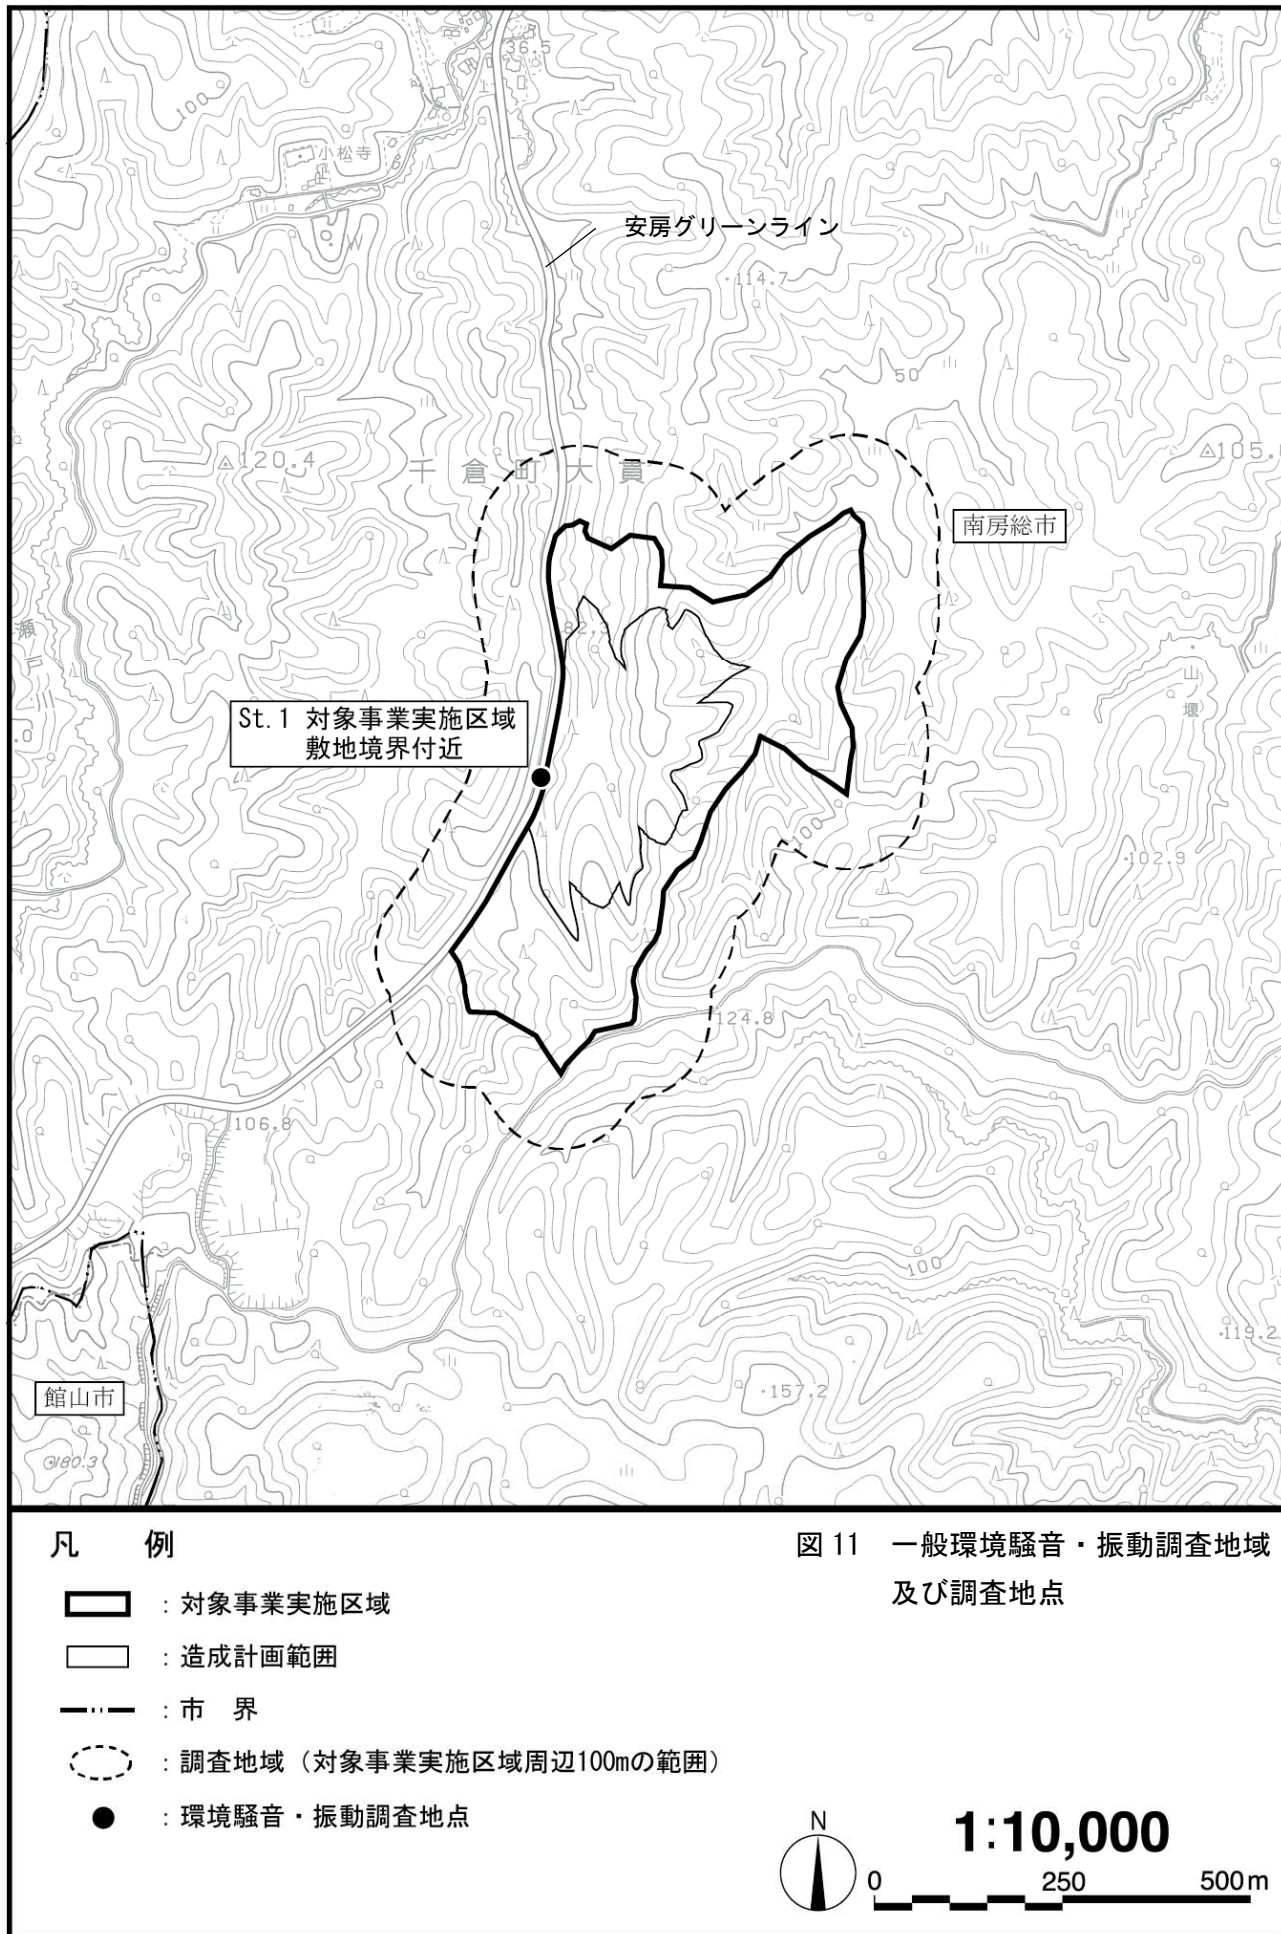 36.5
100
小松寺
W
安房グリーンライン
114.7
50
120.4
千倉町大貫
105.
南房総市
瀬戸川
82.
山ノ堰
.0
St.1 対象事業実施区域
敷地境界付近
100
102.9
124.8
106.8
100
119.2
館山市
157.2
180.3
凡 例
図 11 一般環境騒音・振動調査地域
及び調査地点
:対象事業実施区域
:造成計画範囲
:市 界
:調査地域（対象事業実施区域周辺100mの範囲）
:環境騒音・振動調査地点
N
1:10,000
0 250 500m